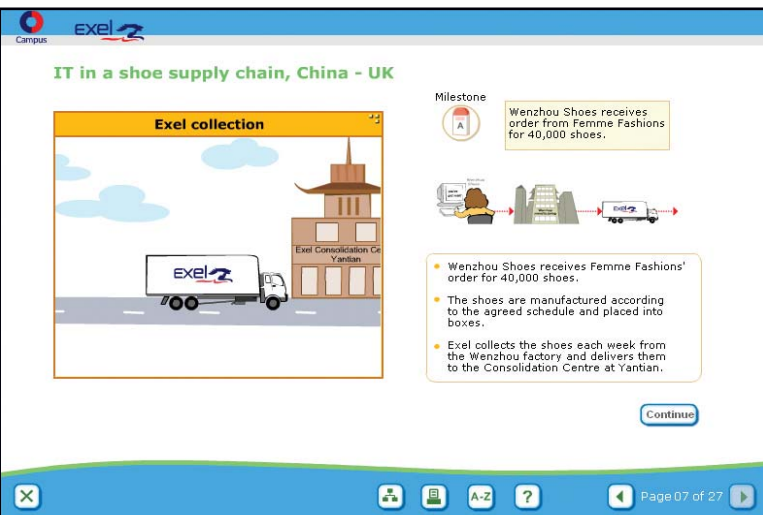 Campus
Exel
IT in a shoe supply chain, China - UK
Exel collection
Exel Consolidation Ce
Yantian
Exel
Milestone
A
Wenzhou Shoes receives
order from Femme Fashions
for 40,000 shoes.
Exel
Wenzhou Shoes receives Femme Fashions'
order for 40,000 shoes.
The shoes are manufactured according
to the agreed schedule and placed into
boxes.
Exel collects the shoes each week from
the Wenzhou factory and delivers them
to the Consolidation Centre at Yantian.
Continue
A-Z
?
Page 07 of 27